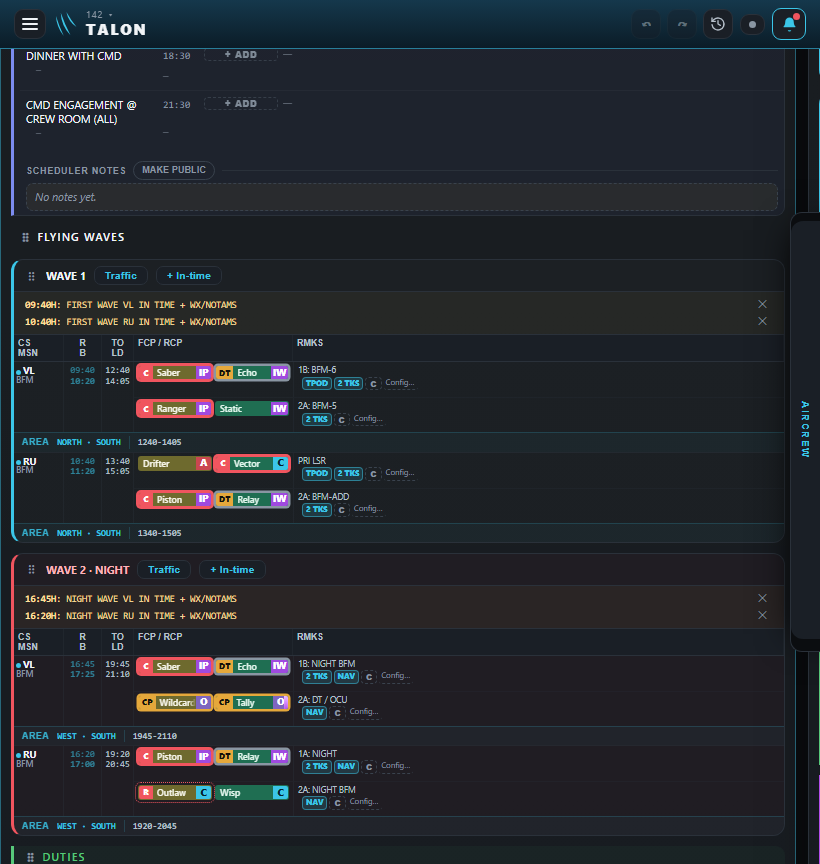 142 -
TALON
DINNER WITH CMD 18:30 + ADD —
– –
CMD ENGAGEMENT @ CREW ROOM (ALL) 21:30 + ADD —
– –
SCHEDULER NOTES MAKE PUBLIC
No notes yet.
FLYING WAVES
WAVE 1 Traffic + In-time
09:40H: FIRST WAVE VL IN TIME + WX/NOTAMS
10:40H: FIRST WAVE RU IN TIME + WX/NOTAMS
CS R TO FCP / RCP RMKS
MSN B LD
VL 09:40 12:40 C Saber IP DT Echo IW 1B: BFM-6
BFM 10:20 14:05 TPOD 2 TKS C Config...
C Ranger IP Static IW 2A: BFM-5
2 TKS C Config...
AREA NORTH · SOUTH 1240-1405
RU 10:40 13:40 Drifter A C Vector C PRI LSR
BFM 11:20 15:05 TPOD 2 TKS C Config...
C Piston IP DT Relay IW 2A: BFM-ADD
2 TKS C Config...
AREA NORTH · SOUTH 1340-1505
WAVE 2 · NIGHT Traffic + In-time
16:45H: NIGHT WAVE VL IN TIME + WX/NOTAMS
16:20H: NIGHT WAVE RU IN TIME + WX/NOTAMS
CS R TO FCP / RCP RMKS
MSN B LD
VL 16:45 19:45 C Saber IP DT Echo IW 1B: NIGHT BFM
BFM 17:25 21:10 2 TKS NAV C Config...
CP Wildcard O CP Tally O 2A: DT / OCU
NAV C Config...
AREA WEST · SOUTH 1945-2110
RU 16:20 19:20 C Piston IP DT Relay IW 1A: NIGHT
BFM 17:00 20:45 2 TKS NAV C Config...
R Outlaw C Wisp C 2A: NIGHT BFM
NAV C Config...
AREA WEST · SOUTH 1920-2045
DUTIES
AIRCREW